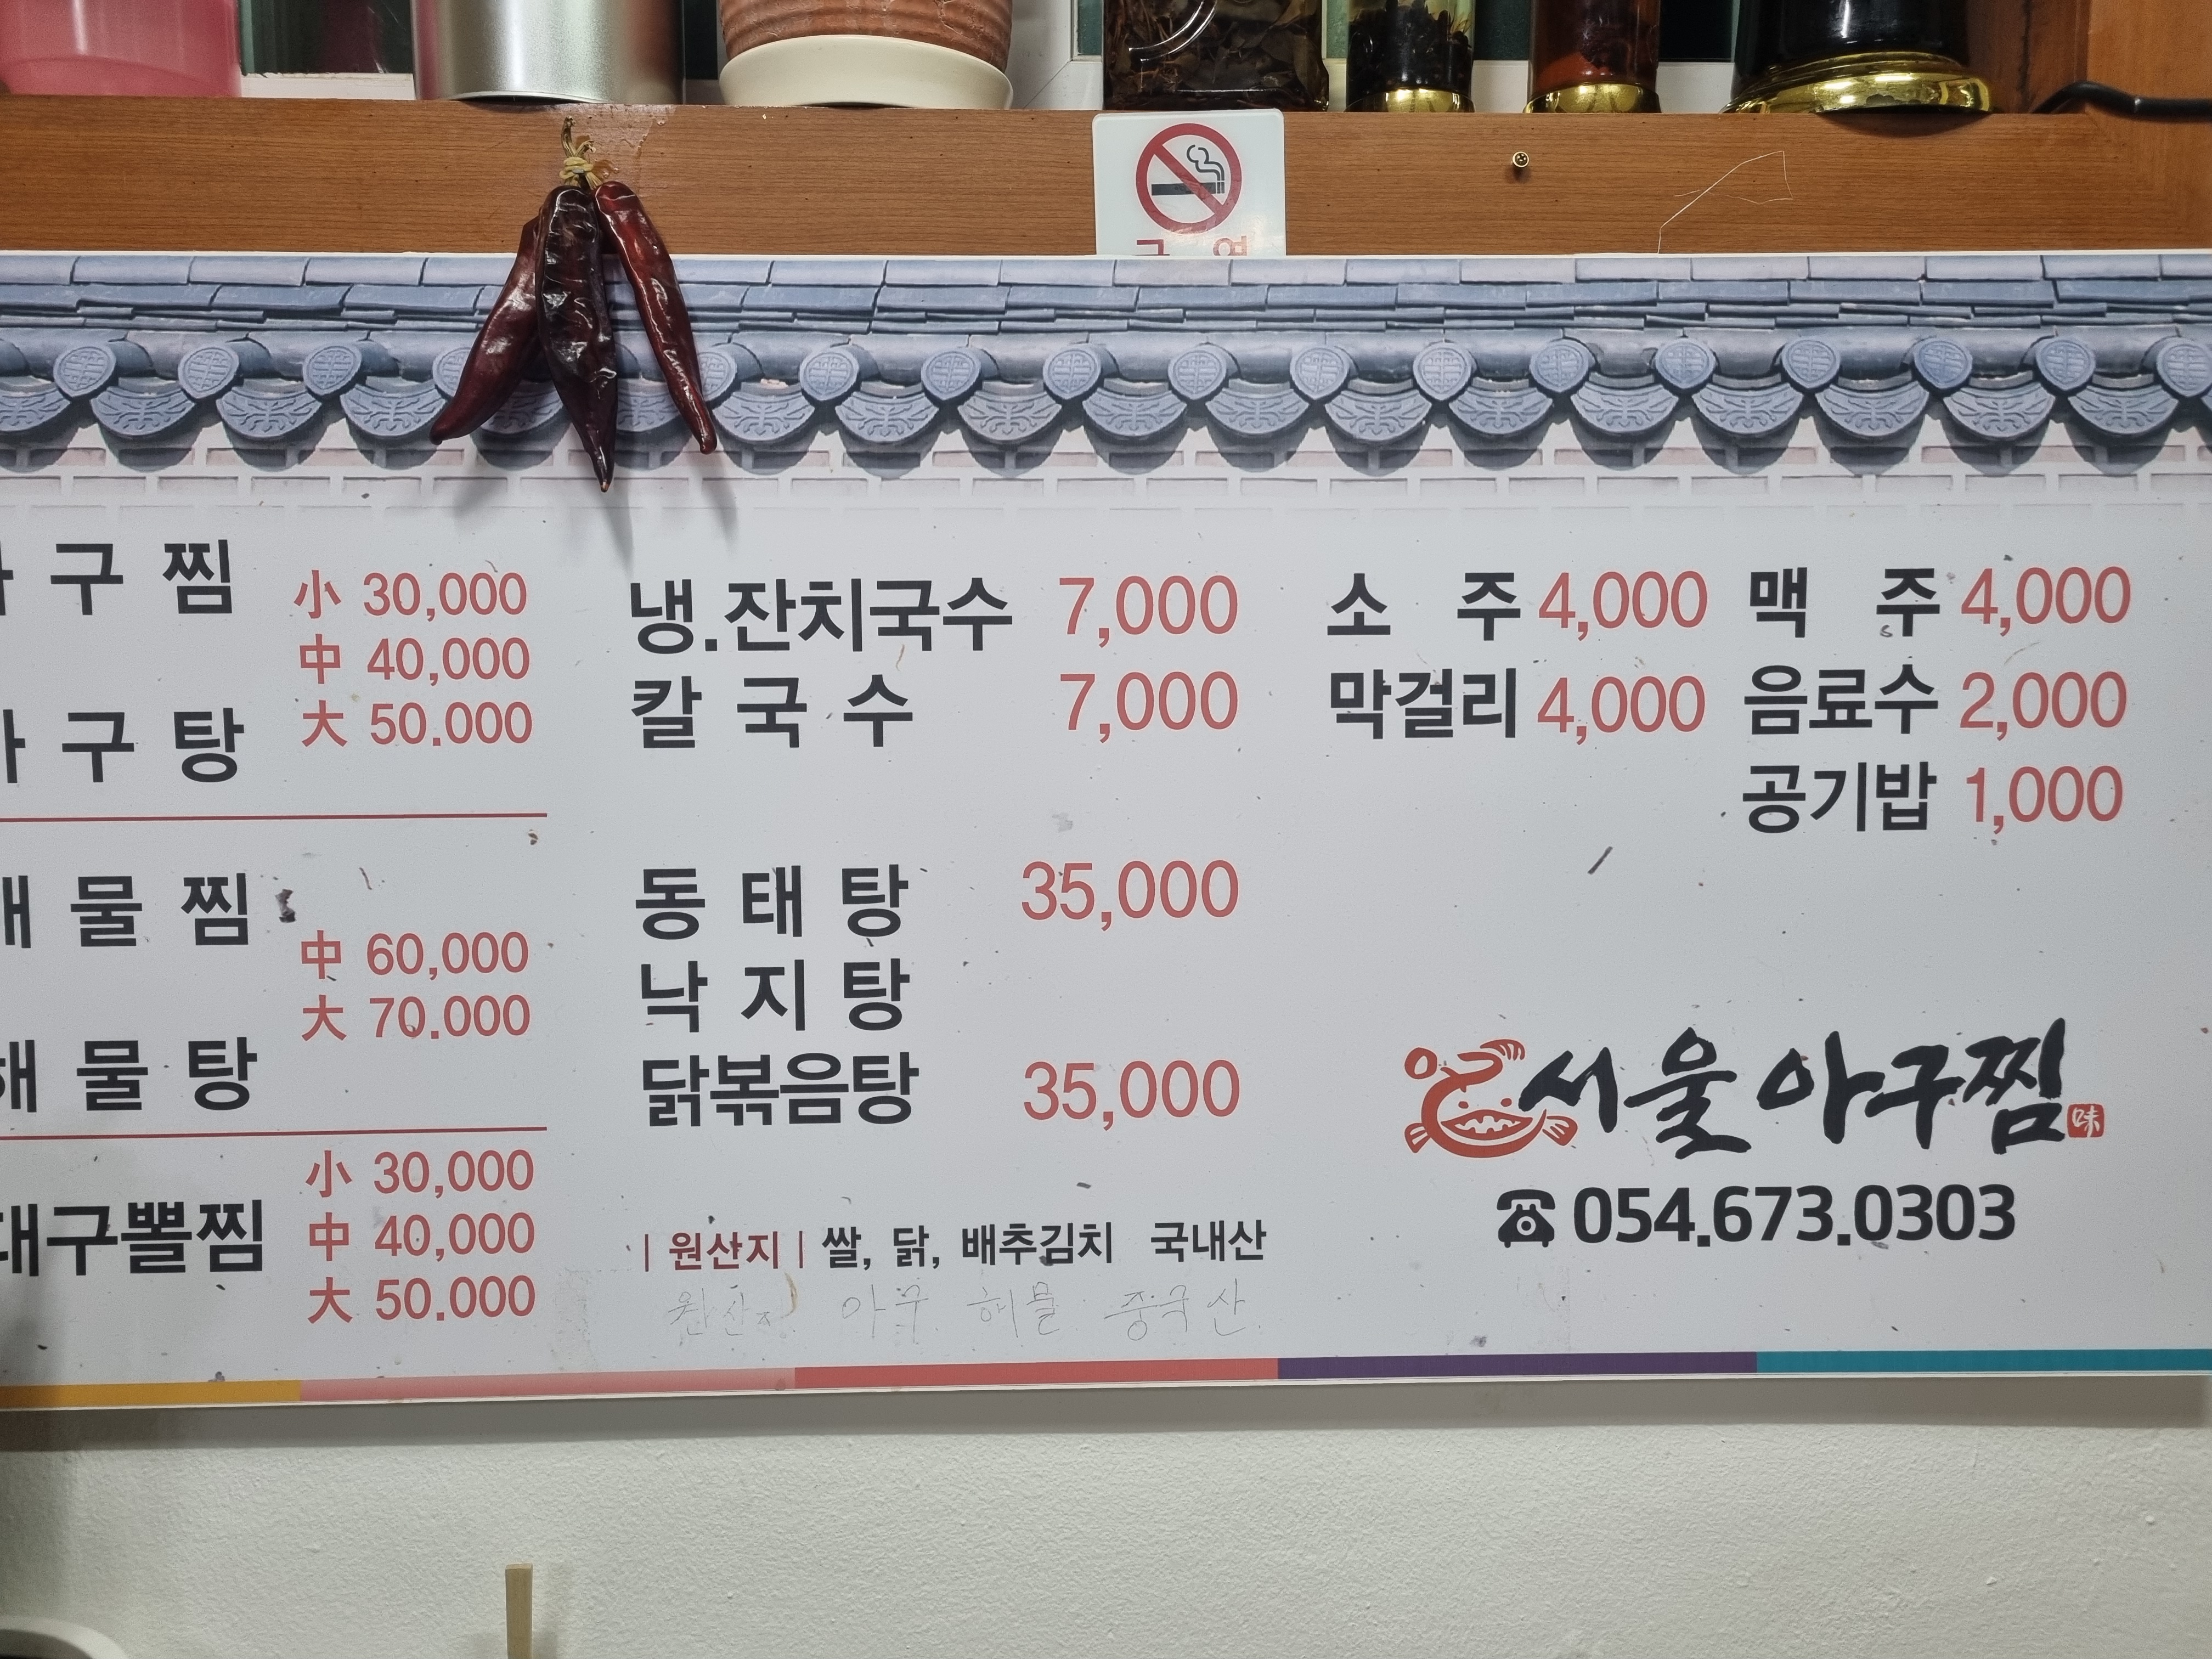 금 연
아 구 찜
小 30,000
中 40,000
大 50.000
아 구 탕
해 물 찜
中 60,000
大 70.000
해 물 탕
대구뽈찜
小 30,000
中 40,000
大 50.000
냉.잔치국수 7,000
칼 국 수 7,000
동 태 탕 35,000
낙 지 탕
닭볶음탕 35,000
| 원산지 | 쌀, 닭, 배추김치 국내산
원산지. 아구. 해물 중국산.
소 주 4,000
막걸리 4,000
맥 주 4,000
음료수 2,000
공기밥 1,000
서울 아구찜 味
054.673.0303